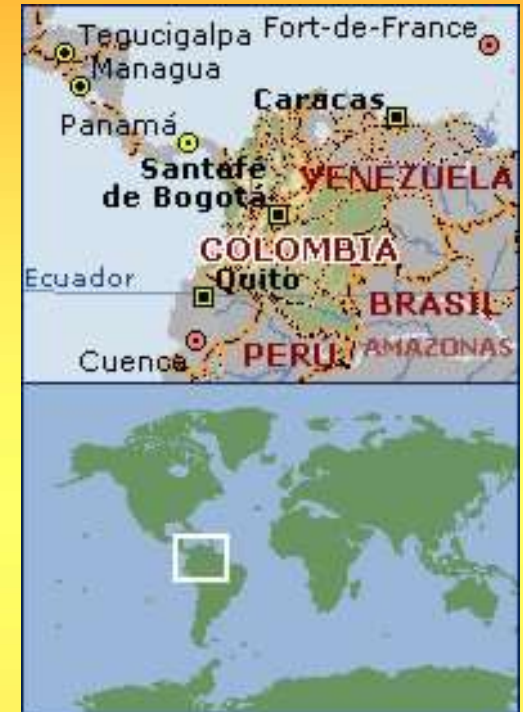 Tegucigalpa Fort-de-France
Managua
Caracas
Panamá
Santafé
de Bogotá
VENEZUELA
COLOMBIA
Ecuador
Quito
BRASIL
Cuenca
PERU
AMAZONAS